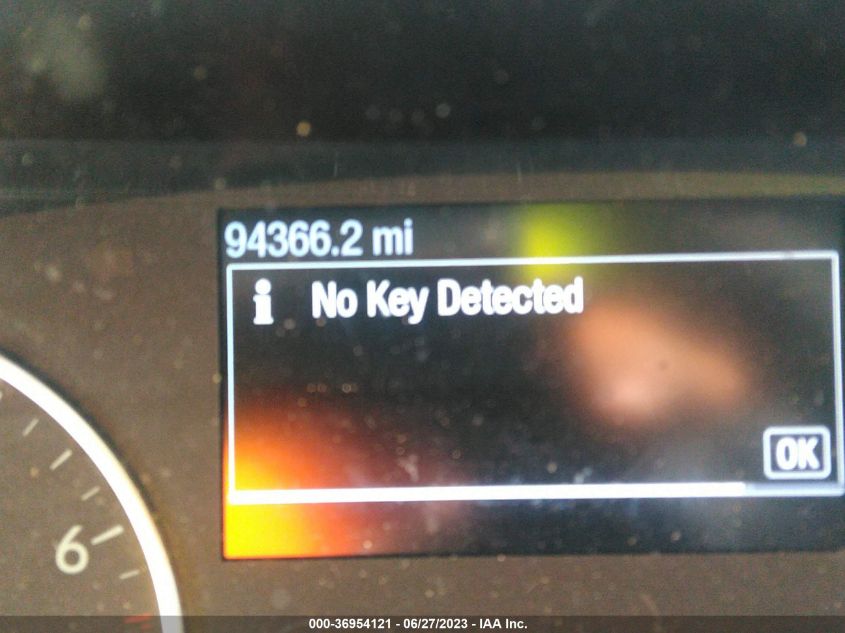 94366.2 mi
i No Key Detected
OK
6
000-36954121 - 06/27/2023 - IAA Inc.